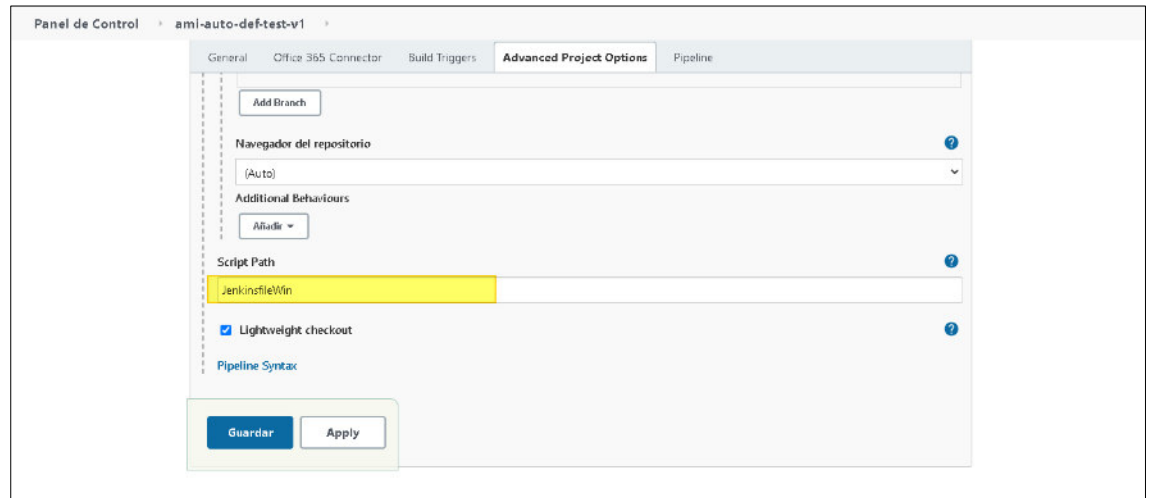 Panel de Control
ami-auto-def-test-v1
General Office 365 Connector Build Triggers Advanced Project Options Pipeline
Add Branch
Navegador del repositorio
(Auto)
Additional Behaviours
Añadir
Script Path
JenkinsfileWin
Lightweight checkout
Pipeline Syntax
Guardar Apply